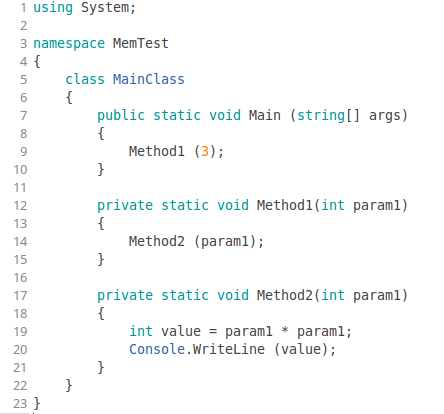 1 using System;
2
3 namespace MemTest
4 {
5     class MainClass
6     {
7         public static void Main (string[] args)
8         {
9             Method1 (3);
10         }
11
12         private static void Method1(int param1)
13         {
14             Method2 (param1);
15         }
16
17         private static void Method2(int param1)
18         {
19             int value = param1 * param1;
20             Console.WriteLine (value);
21         }
22     }
23 }